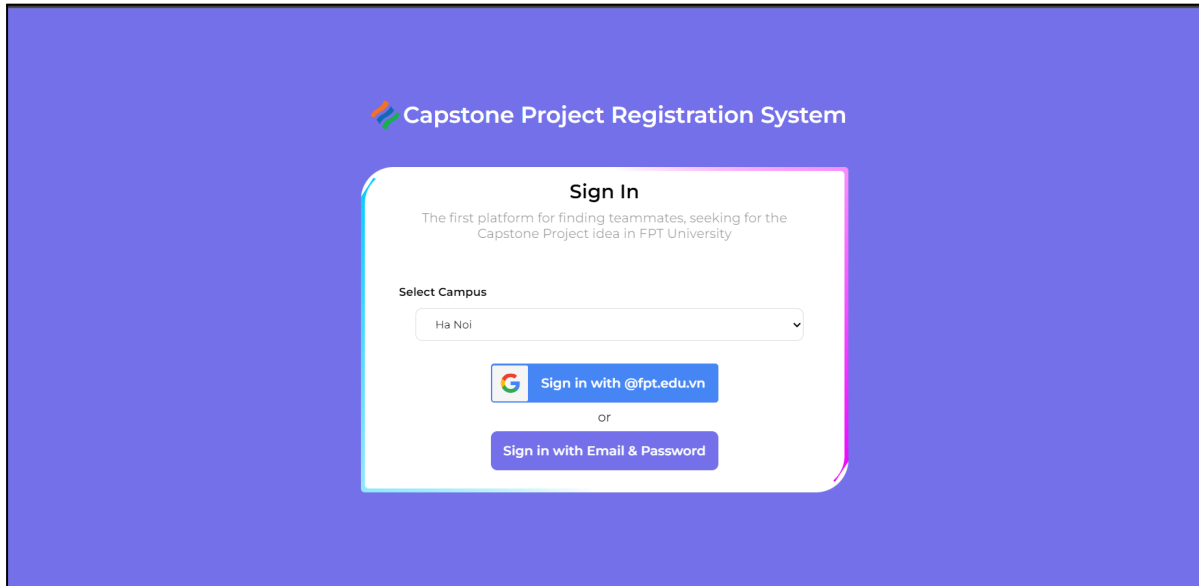 Capstone Project Registration System
Sign In
The first platform for finding teammates, seeking for the
Capstone Project idea in FPT University
Select Campus
Ha Noi
Sign in with @fpt.edu.vn
or
Sign in with Email & Password